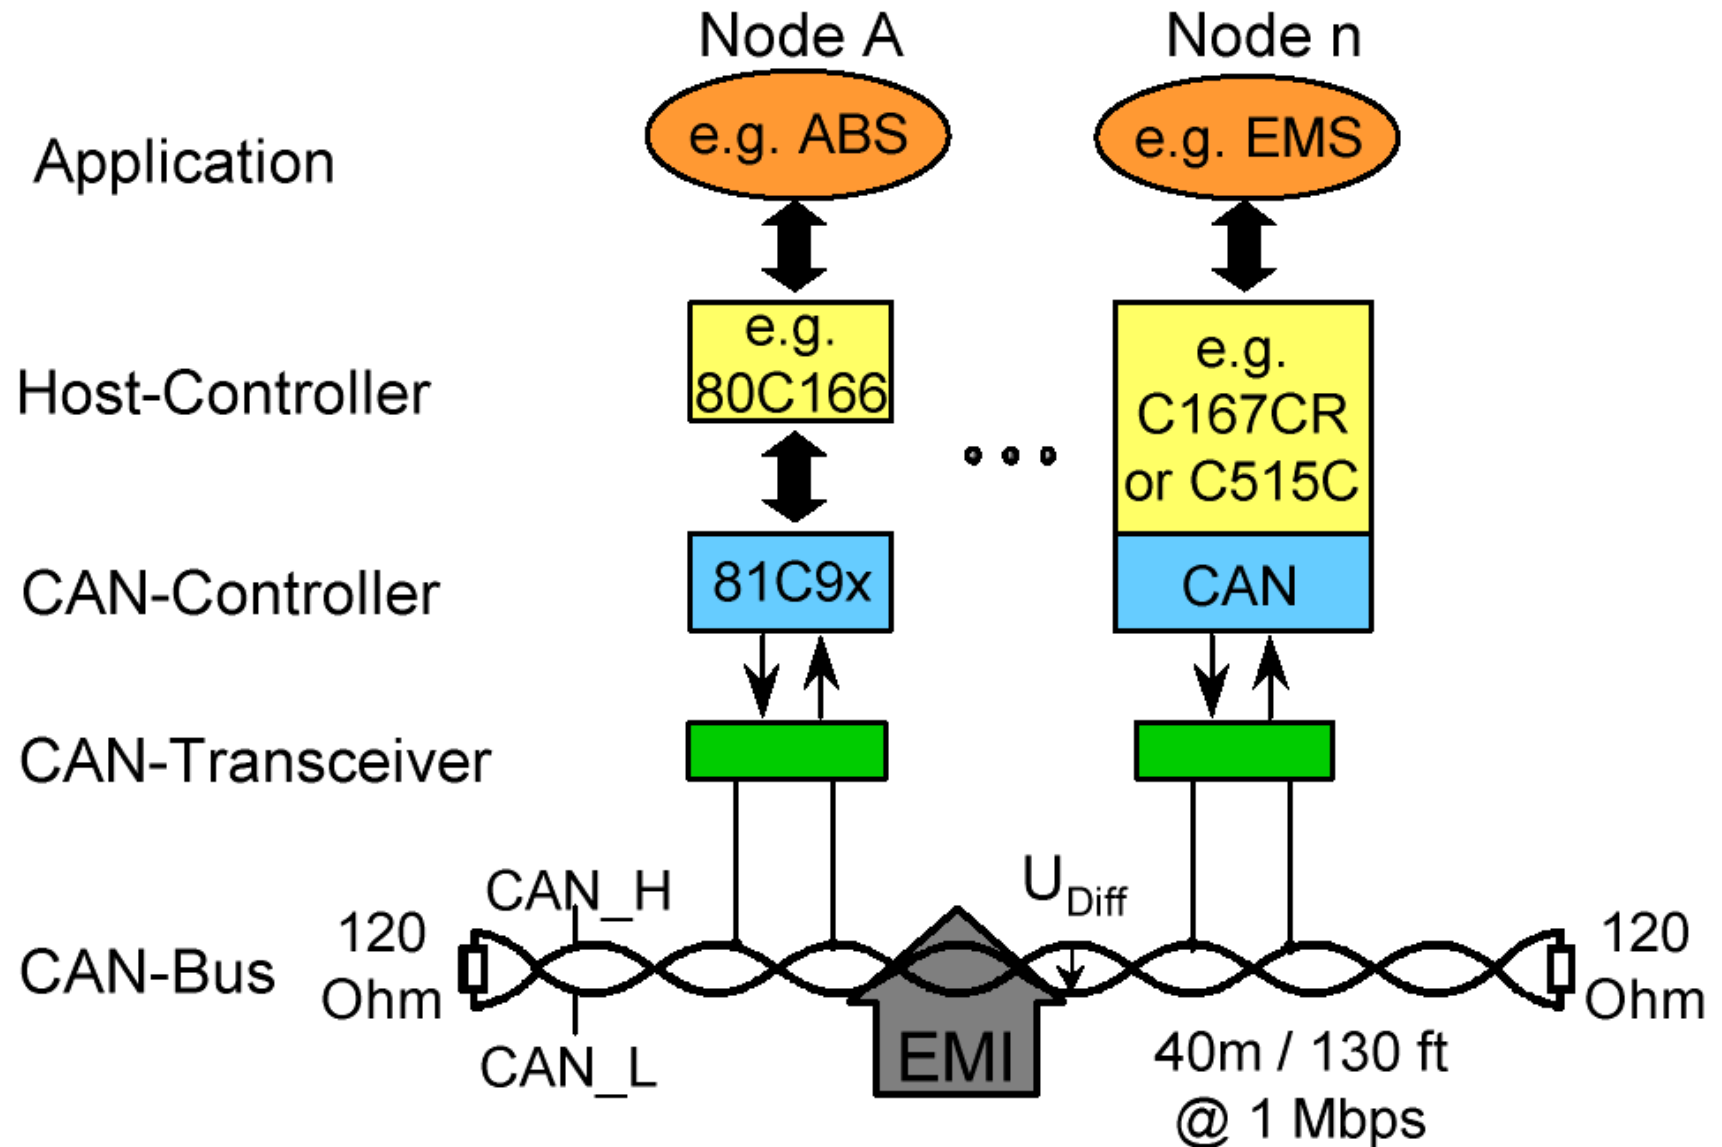 Node A
Node n
Application
e.g. ABS
e.g. EMS
Host-Controller
e.g.
80C166
e.g.
C167CR
or C515C
CAN-Controller
81C9x
CAN
CAN-Transceiver
CAN_H
UDiff
CAN-Bus
120
Ohm
120
Ohm
CAN_L
EMI
40m / 130 ft
@ 1 Mbps